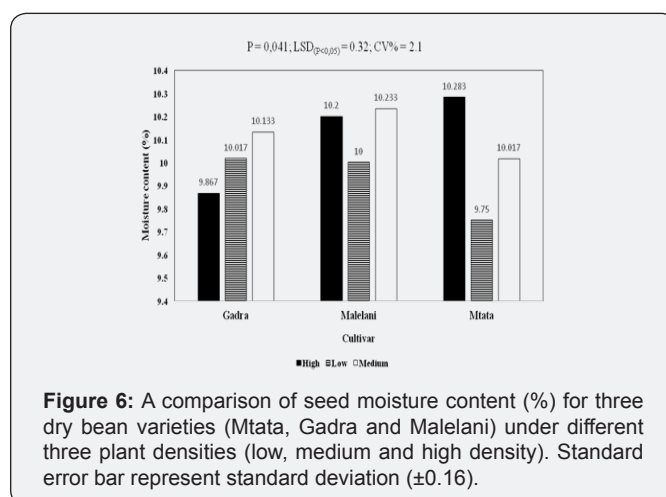 P = 0,041; LSD(P<0,05) = 0.32; CV% = 2.1
Moisture content (%)
10.4
10.3
10.2
10.1
10
9.9
9.8
9.7
9.6
9.5
9.4
9.867
10.017
10.133
10.2
10
10.233
10.283
9.75
10.017
Gadra
Malelani
Mtata
Cultivar
High Low Medium
Figure 6: A comparison of seed moisture content (%) for three
dry bean varieties (Mtata, Gadra and Malelani) under different
three plant densities (low, medium and high density). Standard
error bar represent standard deviation (±0.16).